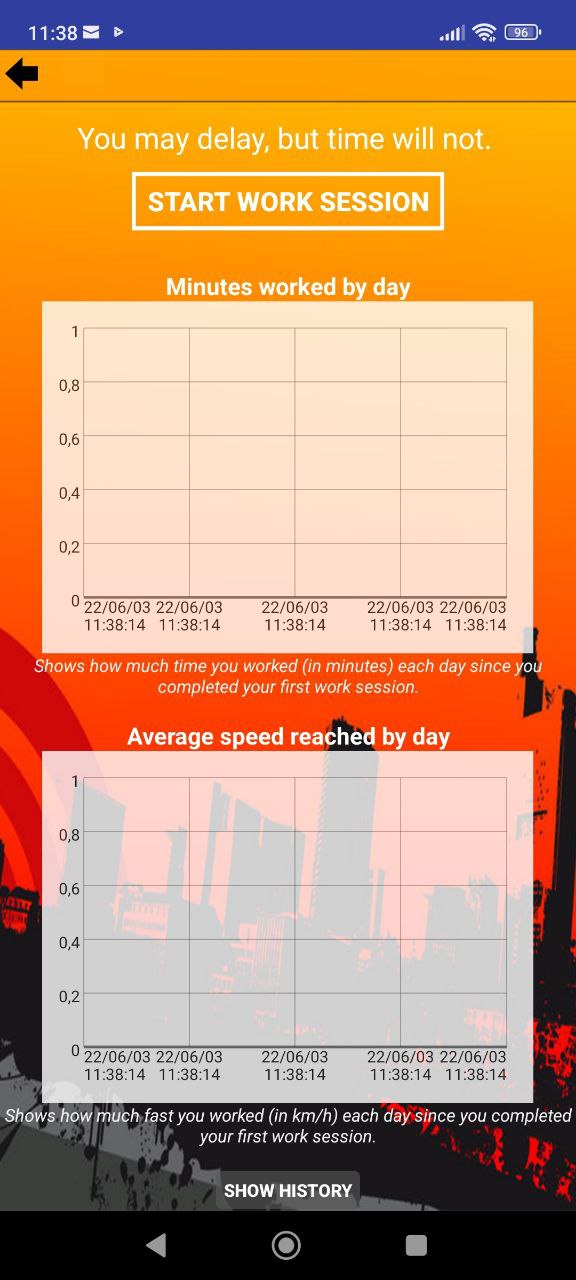 11:38
96
You may delay, but time will not.
START WORK SESSION
Minutes worked by day
1
0,8
0,6
0,4
0,2
0
22/06/03 22/06/03 22/06/03 22/06/03 22/06/03
11:38:14 11:38:14 11:38:14 11:38:14 11:38:14
Shows how much time you worked (in minutes) each day since you
completed your first work session.
Average speed reached by day
1
0,8
0,6
0,4
0,2
0
22/06/03 22/06/03 22/06/03 22/06/03 22/06/03
11:38:14 11:38:14 11:38:14 11:38:14 11:38:14
Shows how much fast you worked (in km/h) each day since you completed
your first work session.
SHOW HISTORY